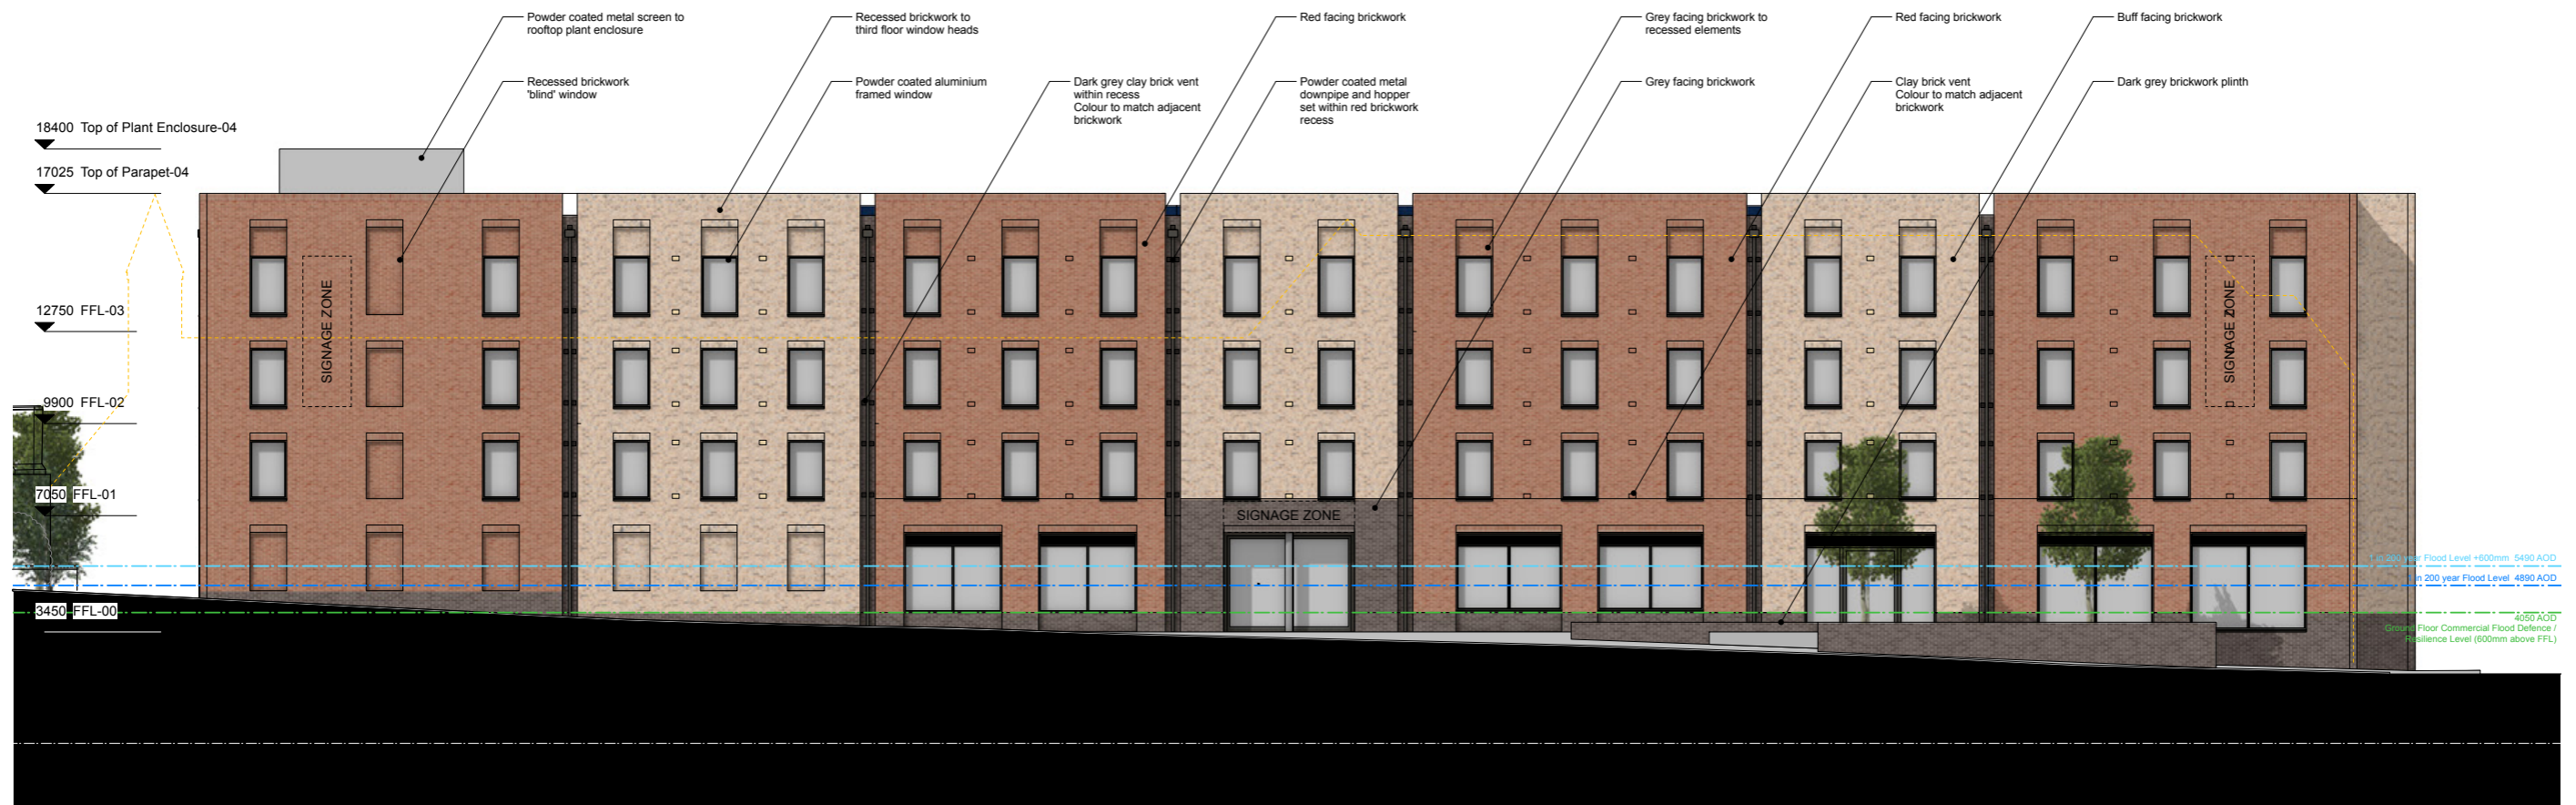 Powder coated metal screen to
rooftop plant enclosure
Recessed brickwork to
third floor window heads
Red facing brickwork
Grey facing brickwork to
recessed elements
Red facing brickwork
Buff facing brickwork
Recessed brickwork
'blind' window
Powder coated aluminium
framed window
Dark grey clay brick vent
within recess
Colour to match adjacent
brickwork
Powder coated metal
downpipe and hopper
set within red brickwork
recess
Grey facing brickwork
Clay brick vent
Colour to match adjacent
brickwork
Dark grey brickwork plinth
18400 Top of Plant Enclosure-04
17025 Top of Parapet-04
12750 FFL-03
9900 FFL-02
7050 FFL-01
3450 FFL-00
SIGNAGE ZONE
SIGNAGE ZONE
SIGNAGE ZONE
in 200 year Flood Level +600mm 5490 AOD
in 200 year Flood Level 4890 AOD
4050 AOD
Ground Floor Commercial Flood Defence /
Resilience Level (600mm above FFL)